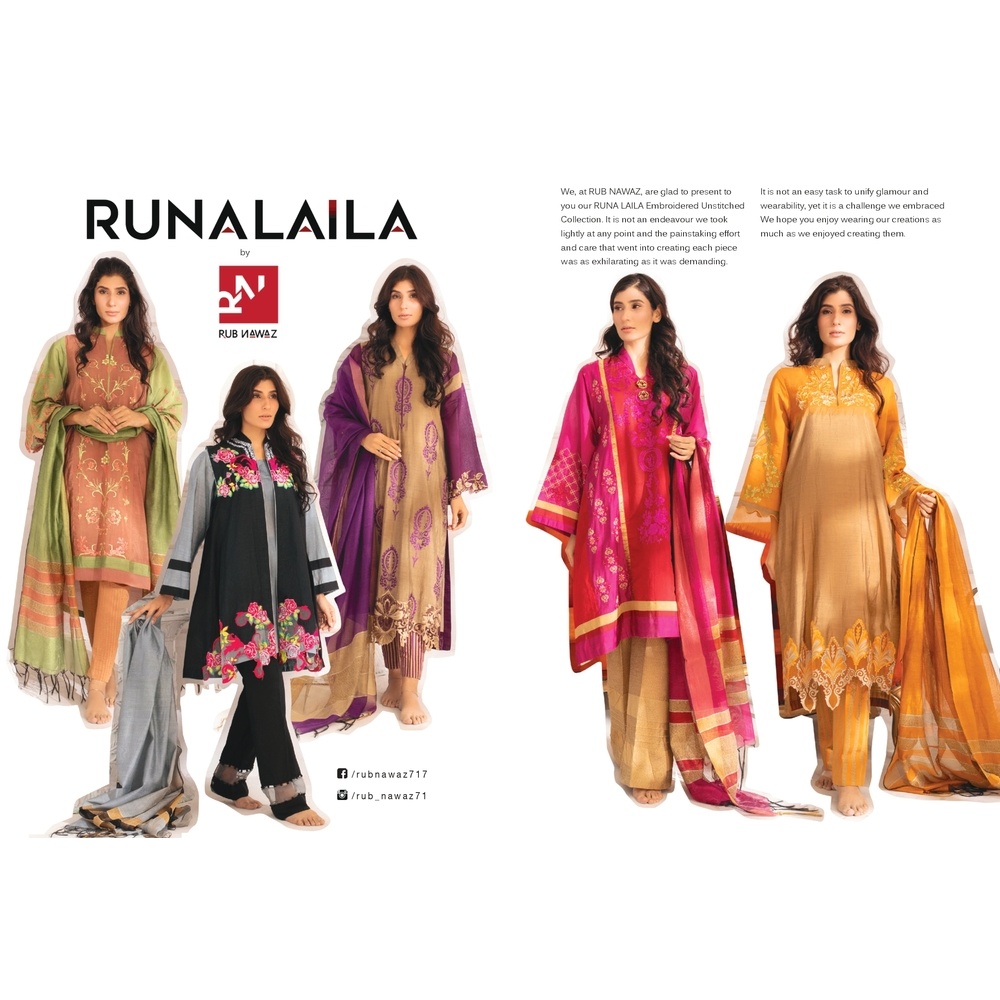 RUNALAILA
by
RN
RUB NAWAZ
/rubnawaz717
/rub_nawaz71
We, at RUB NAWAZ, are glad to present to
you our RUNA LAILA Embroidered Unstitched
Collection. It is not an endeavour we took
lightly at any point and the painstaking effort
and care that went into creating each piece
was as exhilarating as it was demanding.
It is not an easy task to unify glamour and
wearability, yet it is a challenge we embraced
We hope you enjoy wearing our creations as
much as we enjoyed creating them.